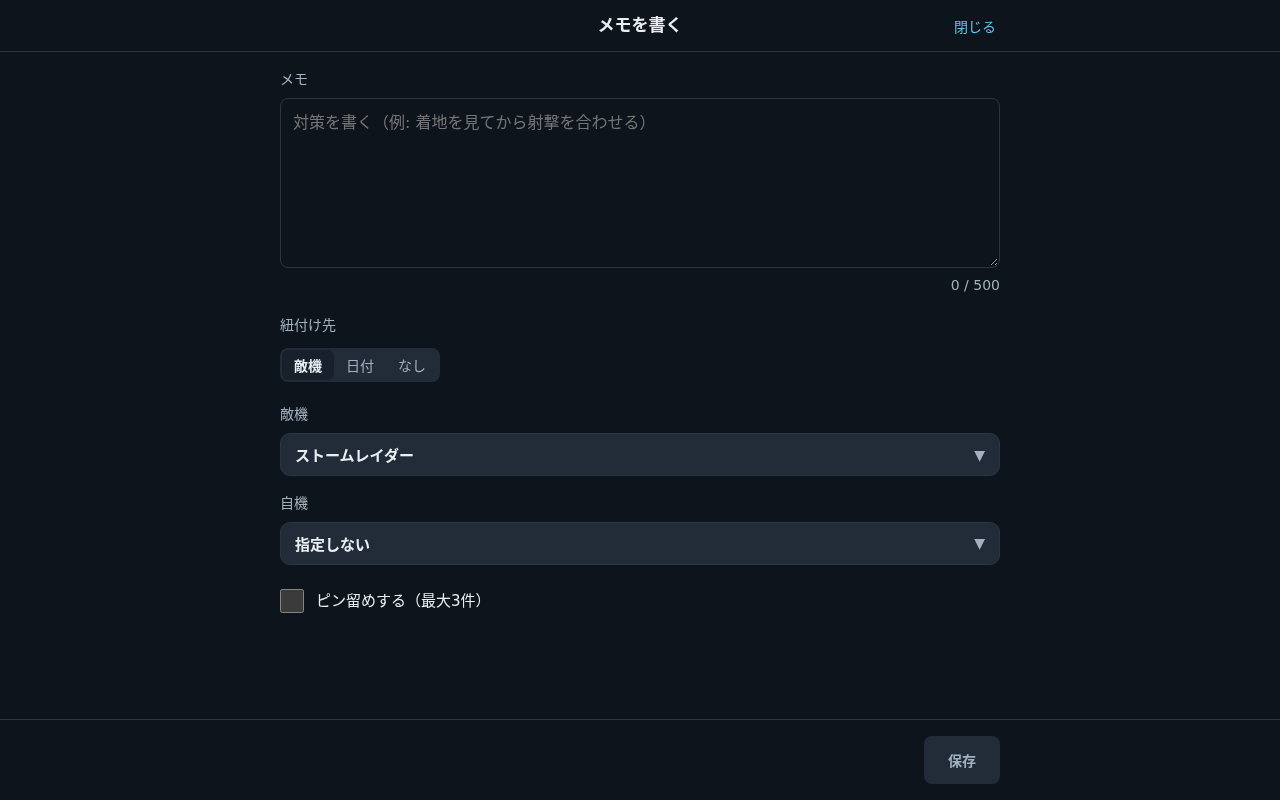 メモを書く
閉じる
メモ
対策を書く（例: 着地を見てから射撃を合わせる）
0 / 500
紐付け先
敵機 日付 なし
敵機
ストームレイダー ▼
自機
指定しない ▼
ピン留めする（最大3件）
保存